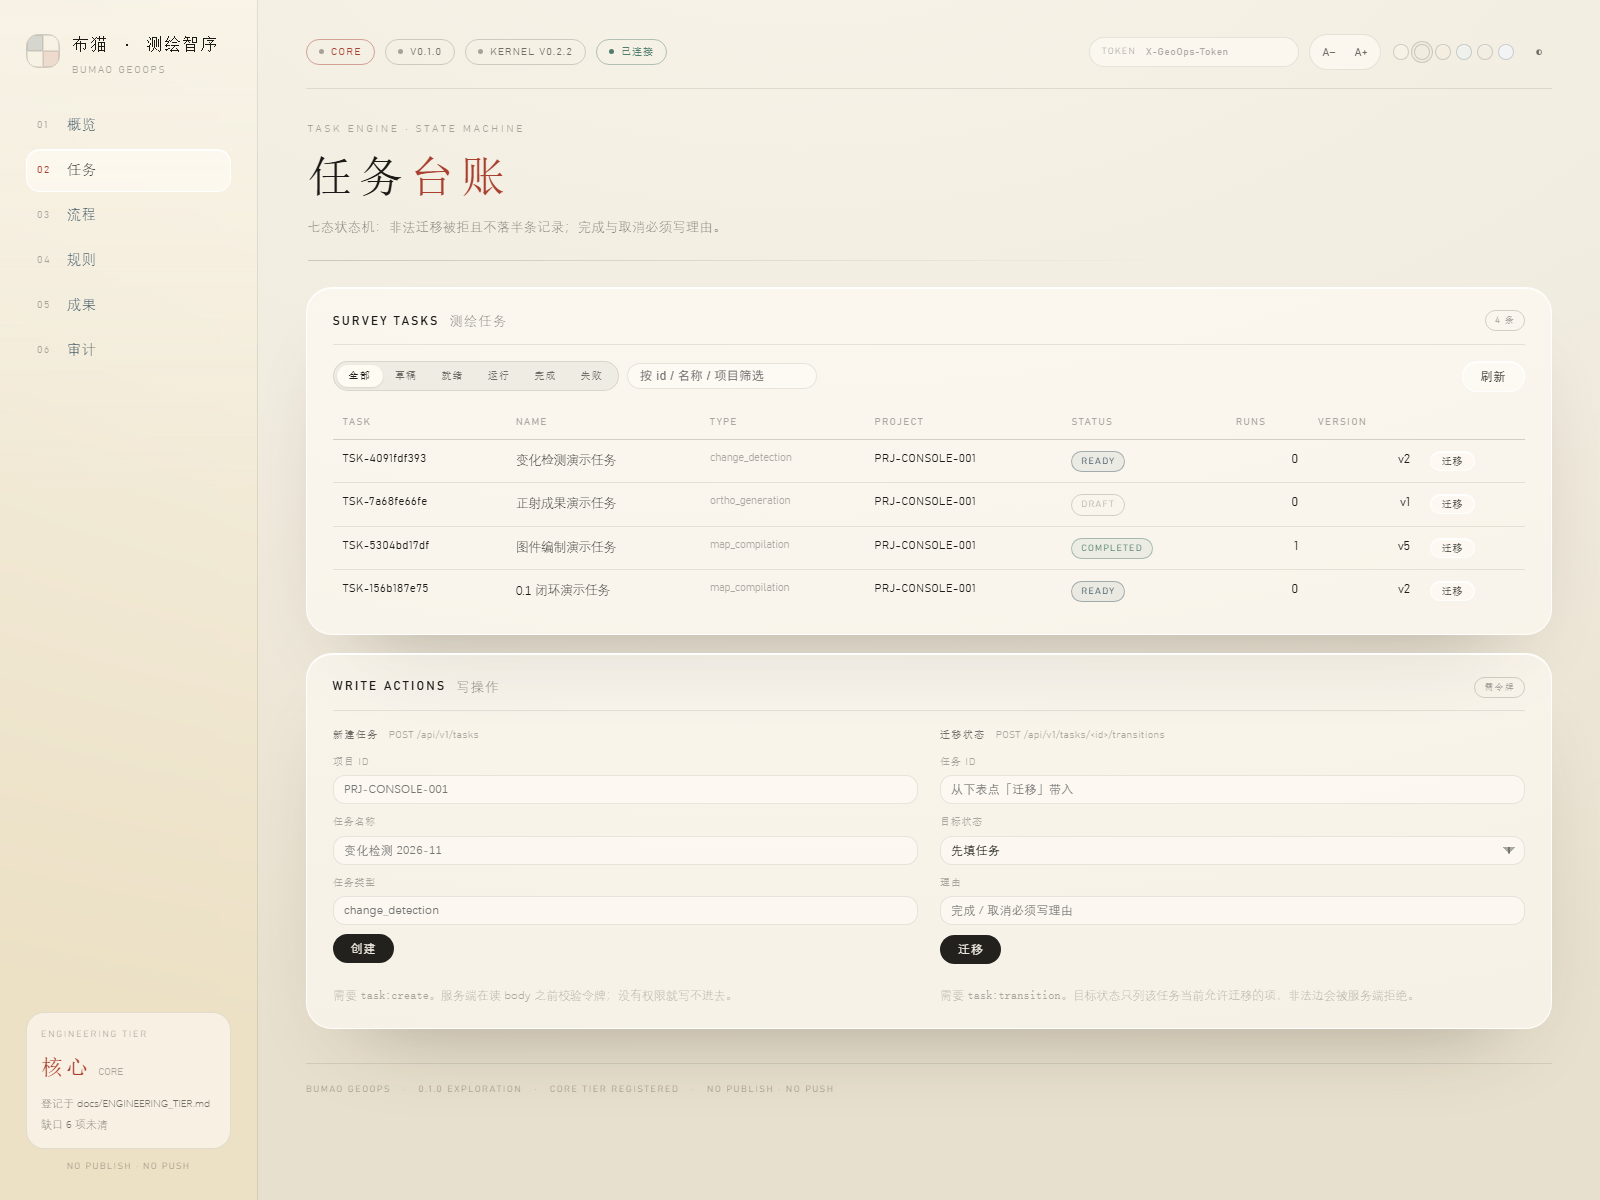 布猫 · 测绘智序
BUMAO GEOOPS
01 概览
02 任务
03 流程
04 规则
05 成果
06 审计
ENGINEERING TIER
核心 CORE
登记于 docs/ENGINEERING_TIER.md
缺口 6 项未清
NO PUBLISH · NO PUSH
CORE V0.1.0 KERNEL V0.2.2 已连接
TOKEN X-GeoOps-Token A− A+
TASK ENGINE · STATE MACHINE
任务台账
七态状态机：非法迁移被拒且不落半条记录；完成与取消必须写理由。
SURVEY TASKS 测绘任务 4 条
全部 草稿 就绪 运行 完成 失败 按 id / 名称 / 项目筛选 刷新
TASK NAME TYPE PROJECT STATUS RUNS VERSION
TSK-4091fdf393 变化检测演示任务 change_detection PRJ-CONSOLE-001 READY 0 v2 迁移
TSK-7a68fe66fe 正射成果演示任务 ortho_generation PRJ-CONSOLE-001 DRAFT 0 v1 迁移
TSK-5304bd17df 图件编制演示任务 map_compilation PRJ-CONSOLE-001 COMPLETED 1 v5 迁移
TSK-156b187e75 0.1 闭环演示任务 map_compilation PRJ-CONSOLE-001 READY 0 v2 迁移
WRITE ACTIONS 写操作 需令牌
新建任务 POST /api/v1/tasks
项目 ID
PRJ-CONSOLE-001
任务名称
变化检测 2026-11
任务类型
change_detection
创建
需要 task:create。服务端在读 body 之前校验令牌；没有权限就写不进去。
迁移状态 POST /api/v1/tasks/<id>/transitions
任务 ID
从下表点「迁移」带入
目标状态
先填任务
理由
完成 / 取消必须写理由
迁移
需要 task:transition。目标状态只列该任务当前允许迁移的项，非法边会被服务端拒绝。
BUMAO GEOOPS · 0.1.0 EXPLORATION · CORE TIER REGISTERED · NO PUBLISH · NO PUSH